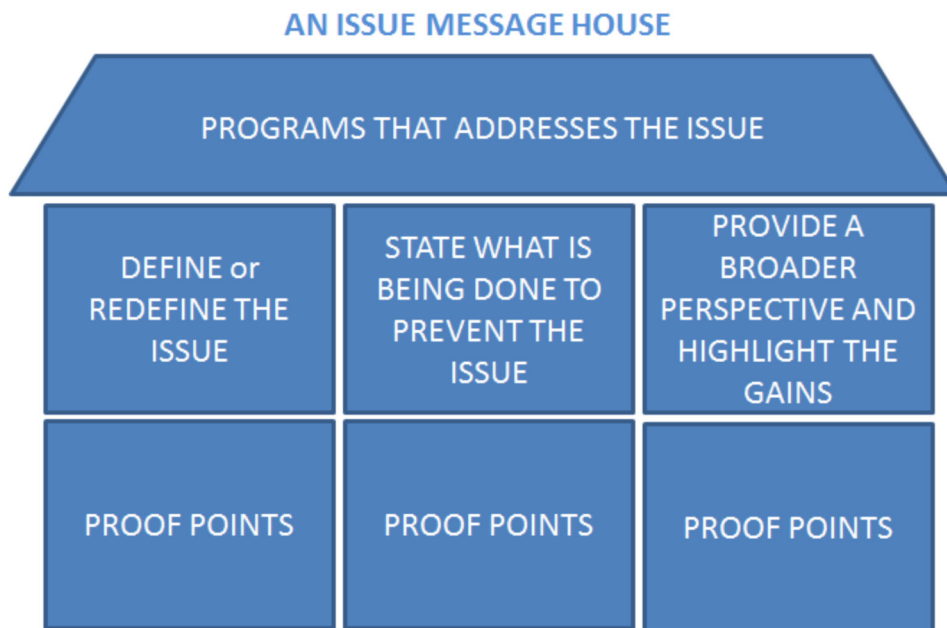 AN ISSUE MESSAGE HOUSE
PROGRAMS THAT ADDRESSES THE ISSUE
DEFINE or
REDEFINE THE
ISSUE
STATE WHAT IS
BEING DONE TO
PREVENT THE
ISSUE
PROVIDE A
BROADER
PERSPECTIVE AND
HIGHLIGHT THE
GAINS
PROOF POINTS
PROOF POINTS
PROOF POINTS